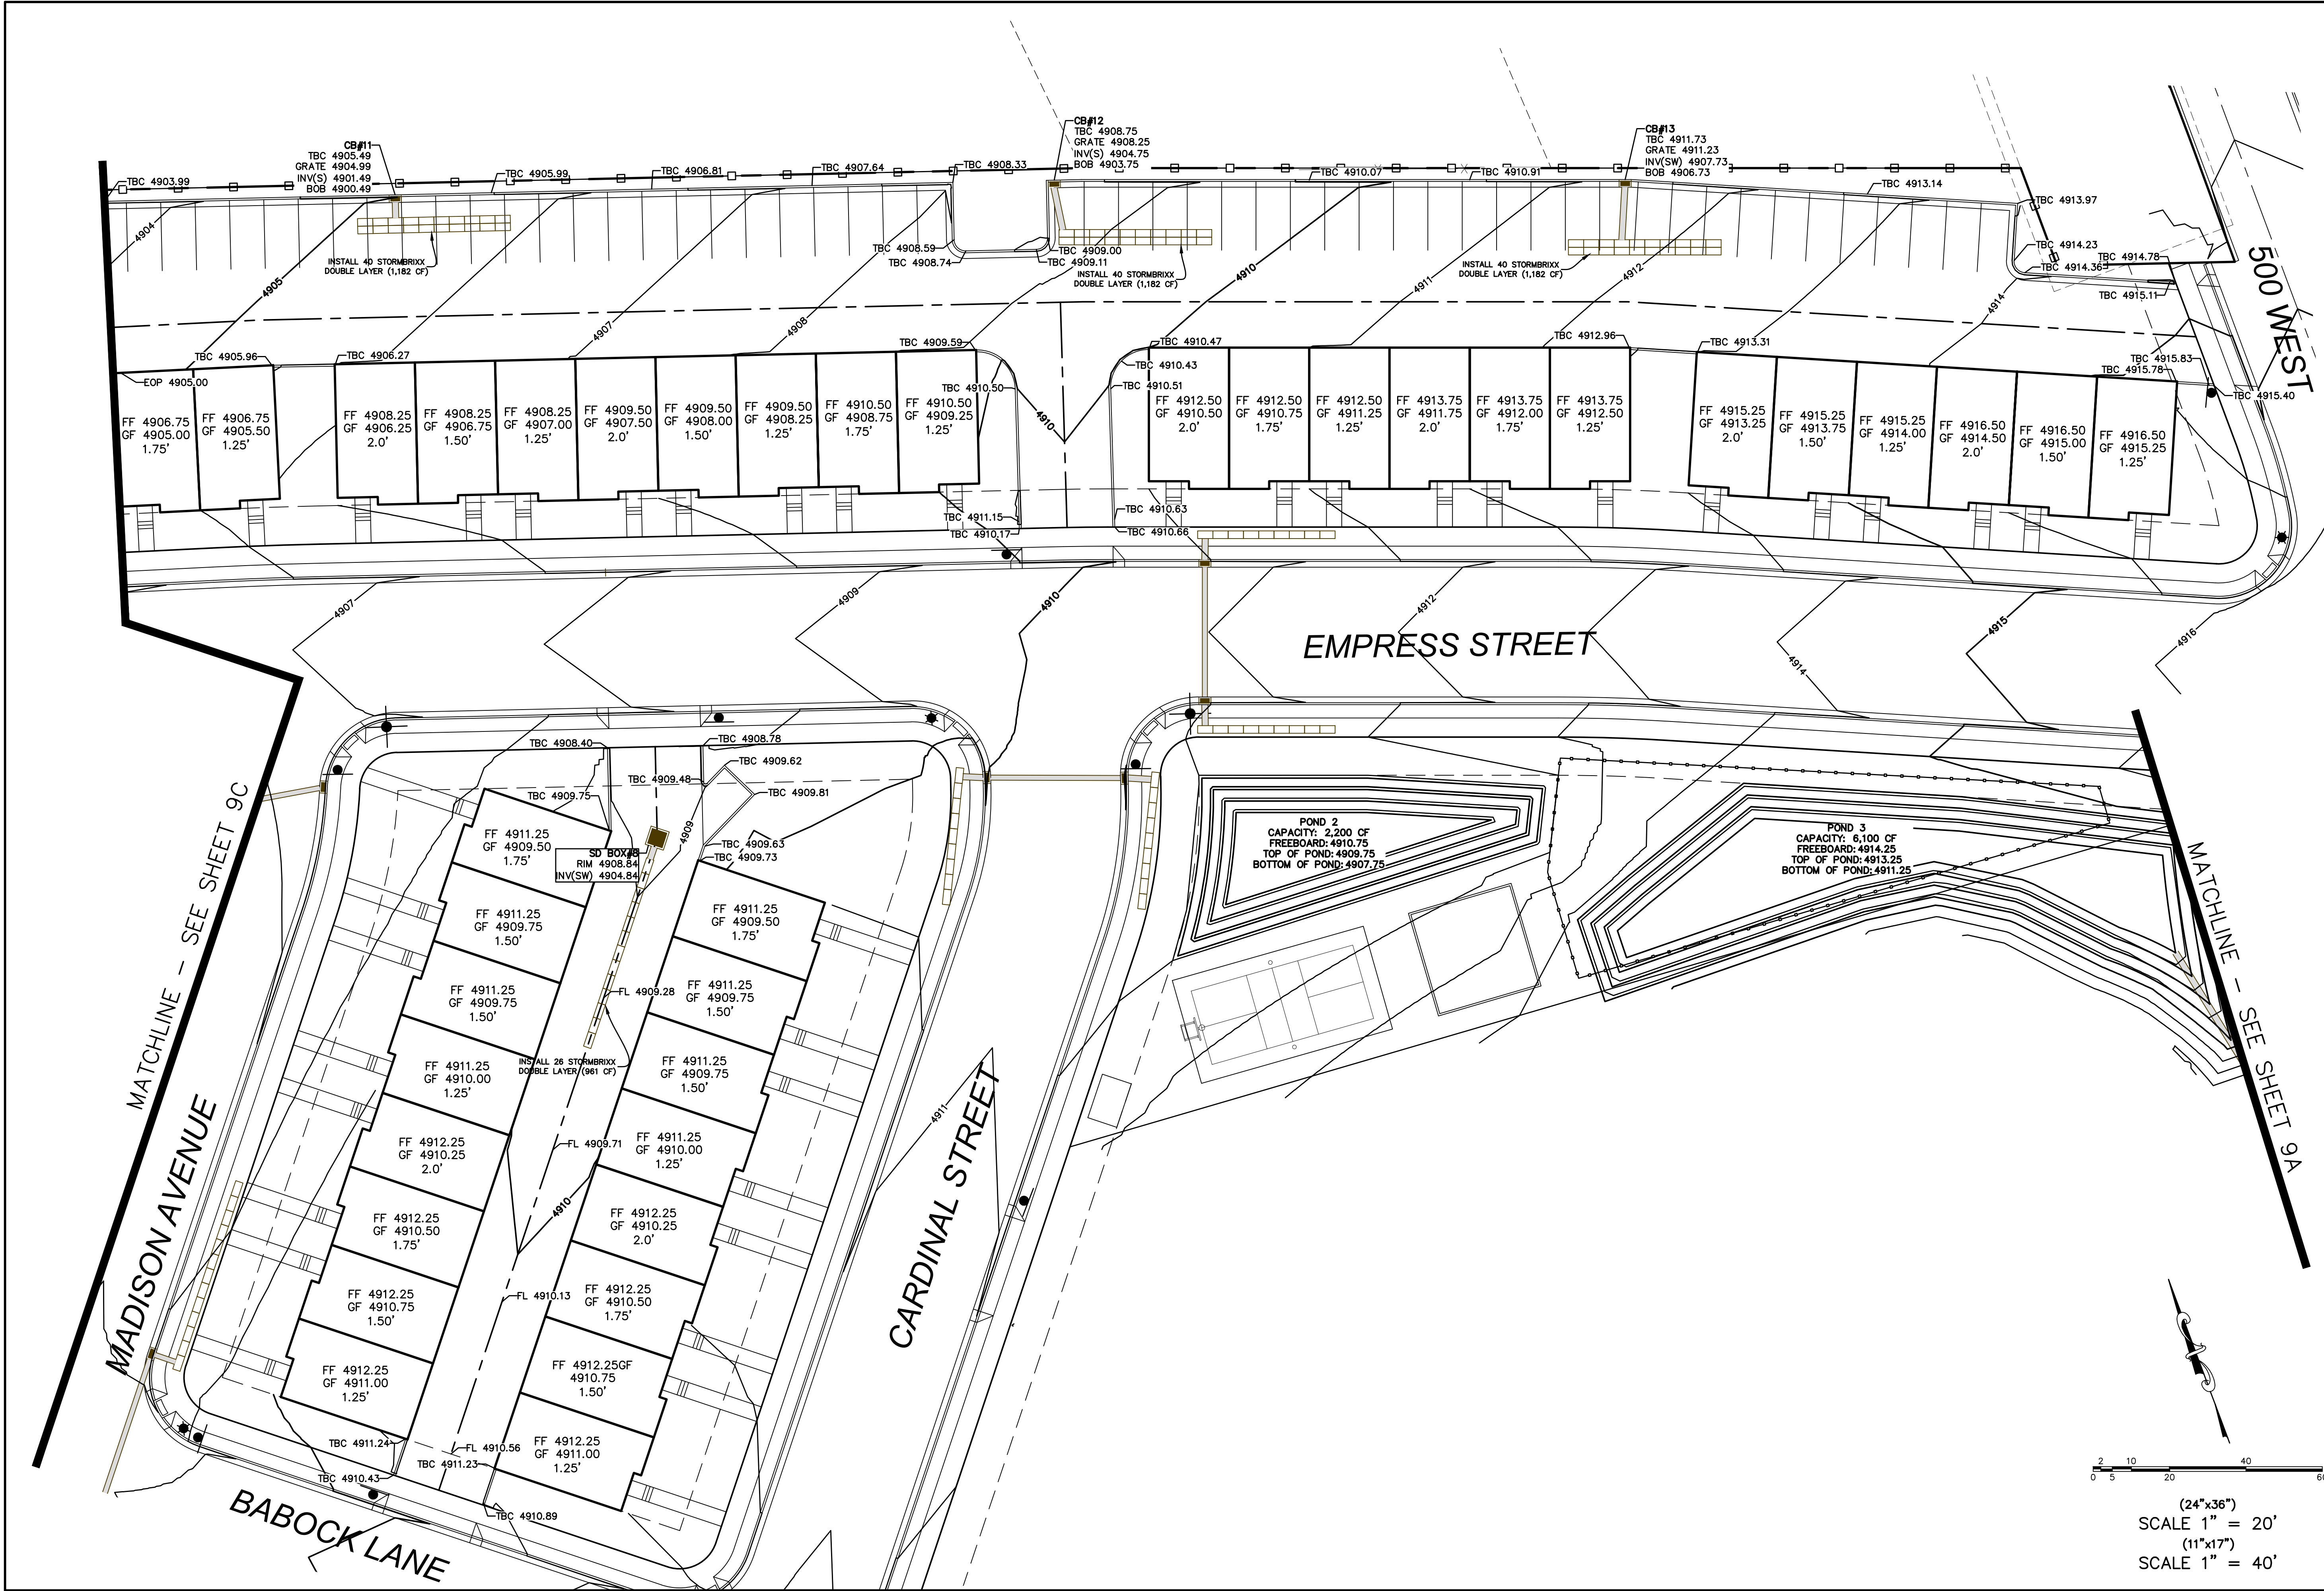 CB#11
TBC 4905.49
GRATE 4904.99
INV(S) 4901.49
BOB 4900.49
CB#12
TBC 4908.75
GRATE 4908.25
INV(S) 4904.75
BOB 4903.75
CB#13
TBC 4911.73
GRATE 4911.23
INV(SW) 4907.73
BOB 4906.73
TBC 4903.99
TBC 4905.99
TBC 4906.81
TBC 4907.64
TBC 4908.33
TBC 4910.07
TBC 4910.91
TBC 4913.14
TBC 4913.97
4904
4905
INSTALL 40 STORMBRIXX
DOUBLE LAYER (1,182 CF)
4907
4908
TBC 4908.59
TBC 4908.74
TBC 4909.00
TBC 4909.11
INSTALL 40 STORMBRIXX
DOUBLE LAYER (1,182 CF)
4910
4911
INSTALL 40 STORMBRIXX
DOUBLE LAYER (1,182 CF)
4912
4914
TBC 4914.23
TBC 4914.36
TBC 4914.78
TBC 4915.11
500 WEST
TBC 4905.96
TBC 4906.27
TBC 4909.59
TBC 4910.47
TBC 4912.96
TBC 4913.31
TBC 4915.83
TBC 4915.78
TBC 4915.40
EOP 4905.00
TBC 4910.50
TBC 4910.43
TBC 4910.51
4910
FF 4906.75
GF 4905.00
1.75'
FF 4906.75
GF 4905.50
1.25'
FF 4908.25
GF 4906.25
2.0'
FF 4908.25
GF 4906.75
1.50'
FF 4908.25
GF 4907.00
1.25'
FF 4909.50
GF 4907.50
2.0'
FF 4909.50
GF 4908.00
1.50'
FF 4909.50
GF 4908.25
1.25'
FF 4910.50
GF 4908.75
1.75'
FF 4910.50
GF 4909.25
1.25'
FF 4912.50
GF 4910.50
2.0'
FF 4912.50
GF 4910.75
1.75'
FF 4912.50
GF 4911.25
1.25'
FF 4913.75
GF 4911.75
2.0'
FF 4913.75
GF 4912.00
1.75'
FF 4913.75
GF 4912.50
1.25'
FF 4915.25
GF 4913.25
2.0'
FF 4915.25
GF 4913.75
1.50'
FF 4915.25
GF 4914.00
1.25'
FF 4916.50
GF 4914.50
2.0'
FF 4916.50
GF 4915.00
1.50'
FF 4916.50
GF 4915.25
1.25'
TBC 4911.15
TBC 4910.17
TBC 4910.63
TBC 4910.66
4907
4909
4910
4912
4914
4915
4916
EMPRESS STREET
TBC 4908.40
TBC 4908.78
TBC 4909.48
TBC 4909.62
TBC 4909.75
TBC 4909.81
4909
TBC 4909.63
TBC 4909.73
SD BOX#8
RIM 4908.84
INV(SW) 4904.84
POND 2
CAPACITY: 2,200 CF
FREEBOARD: 4910.75
TOP OF POND: 4909.75
BOTTOM OF POND: 4907.75
POND 3
CAPACITY: 6,100 CF
FREEBOARD: 4914.25
TOP OF POND: 4913.25
BOTTOM OF POND: 4911.25
MATCHLINE - SEE SHEET 9C
MATCHLINE - SEE SHEET 9A
FF 4911.25
GF 4909.50
1.75'
FF 4911.25
GF 4909.75
1.50'
FF 4911.25
GF 4909.75
1.50'
FF 4911.25
GF 4910.00
1.25'
FF 4912.25
GF 4910.25
2.0'
FF 4912.25
GF 4910.50
1.75'
FF 4912.25
GF 4910.75
1.50'
FF 4912.25
GF 4911.00
1.25'
FF 4911.25
GF 4909.50
1.75'
FF 4911.25
GF 4909.75
1.50'
FF 4911.25
GF 4909.75
1.50'
FF 4911.25
GF 4910.00
1.25'
FF 4912.25
GF 4910.25
2.0'
FF 4912.25
GF 4910.50
1.75'
FF 4912.25GF
4910.75
1.50'
FF 4912.25
GF 4911.00
1.25'
FL 4909.28
INSTALL 26 STORMBRIXX
DOUBLE LAYER (961 CF)
FL 4909.71
4910
FL 4910.13
4911
MADISON AVENUE
CARDINAL STREET
TBC 4911.24
FL 4910.56
TBC 4911.23
TBC 4910.43
TBC 4910.89
BABOCK LANE
2 10 40
0 5 20 60
(24"x36")
SCALE 1" = 20'
(11"x17")
SCALE 1" = 40'